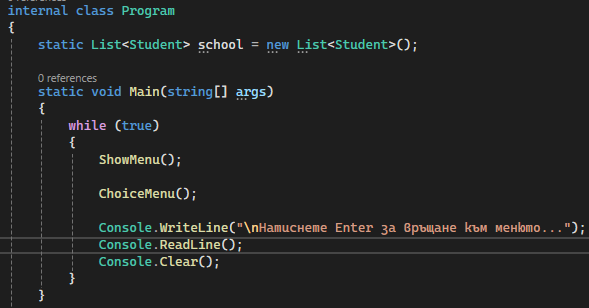 internal class Program
{
static List<Student> school = new List<Student>();
0 references
static void Main(string[] args)
{
while (true)
{
ShowMenu();
ChoiceMenu();
Console.WriteLine("\nНатиснете Enter за връщане към менюто...");
Console.ReadLine();
Console.Clear();
}
}